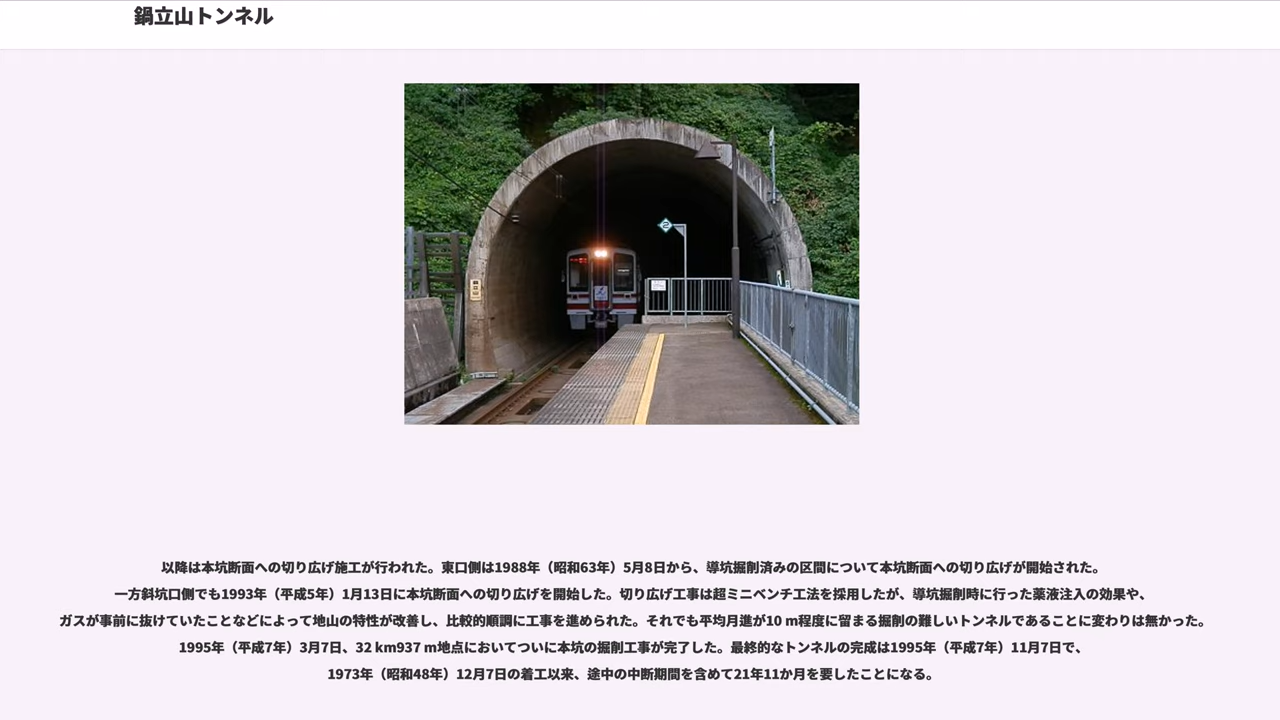 鍋立山トンネル
以降は本坑断面への切り広げ施工が行われた。東口側は1988年（昭和63年）5月8日から、導坑掘削済みの区間について本坑断面への切り広げが開始された。
一方斜坑口側でも1993年（平成5年）1月13日に本坑断面への切り広げを開始した。切り広げ工事は超ミニベンチ工法を採用したが、導坑掘削時に行った薬液注入の効果や、
ガスが事前に抜けていたことなどによって地山の特性が改善し、比較的順調に工事を進められた。それでも平均月進が10 m程度に留まる掘削の難しいトンネルであることに変わりは無かった。
1995年（平成7年）3月7日、32 km937 m地点においてついに本坑の掘削工事が完了した。最終的なトンネルの完成は1995年（平成7年）11月7日で、
1973年（昭和48年）12月7日の着工以来、途中の中断期間を含めて21年11か月を要したことになる。